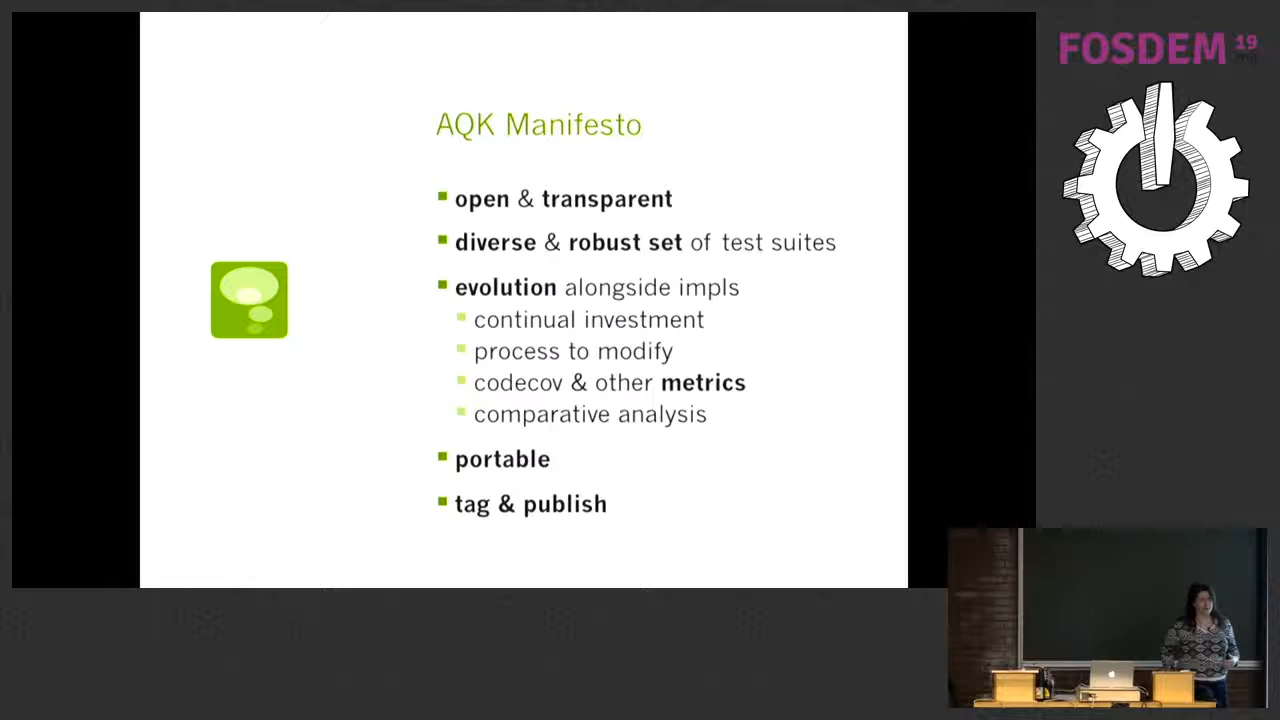 FOSDEM 19
AQK Manifesto
open & transparent
diverse & robust set of test suites
evolution alongside impls
continual investment
process to modify
codecov & other metrics
comparative analysis
portable
tag & publish